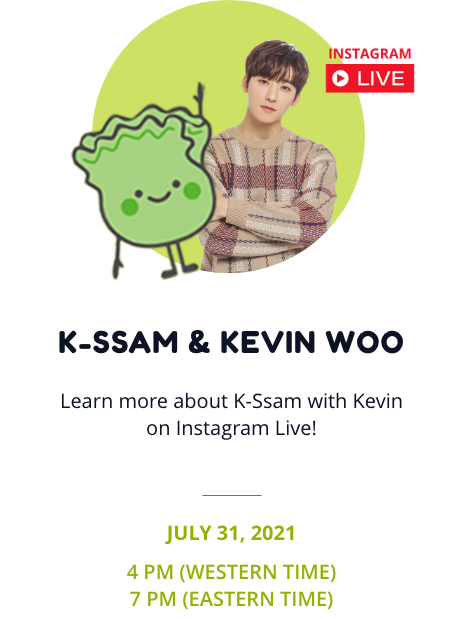 INSTAGRAM
LIVE
K-SSAM & KEVIN WOO
Learn more about K-Ssam with Kevin
on Instagram Live!
JULY 31, 2021
4 PM (WESTERN TIME)
7 PM (EASTERN TIME)